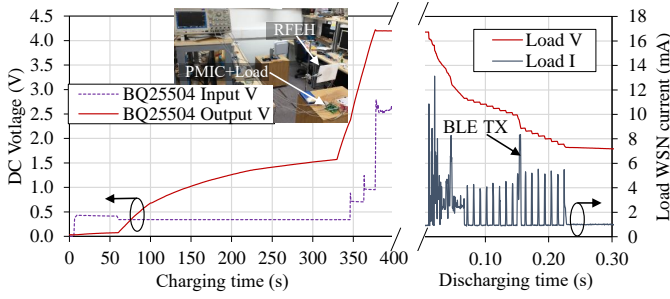 4.5
4.0
3.5
3.0
2.5
2.0
1.5
1.0
0.5
0.0
DC Votlage (V)
BQ25504 Input V
BQ25504 Output V
RFEH
PMIC+Load
0
50
100
150
200
250
300
350
400
Charging time (s)
Load V
Load I
BLE TX
0.10
0.20
0.30
Discharging time (s)
18
16
14
12
10
8
6
4
2
0
Load WSN current (mA)